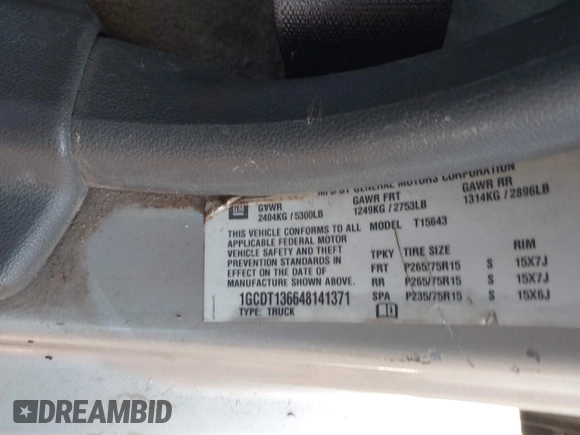 MFD BY GENERAL MOTORS CORPORATION
GM
GVWR GAWR FRT GAWR RR
2404KG / 5300LB 1249KG / 2753LB 1314KG / 2896LB
THIS VEHICLE CONFORMS TO ALL MODEL T15643
APPLICABLE FEDERAL MOTOR
VEHICLE SAFETY AND THEFT TPKY TIRE SIZE RIM
PREVENTION STANDARDS IN FRT P265/75R15 S 15X7J
EFFECT ON THE DATE OF RR P265/75R15 S 15X7J
MANUFACTURE SHOWN ABOVE. SPA P235/75R15 S 15X6J
1GCDT136648141371
TYPE: TRUCK
DREAMBID